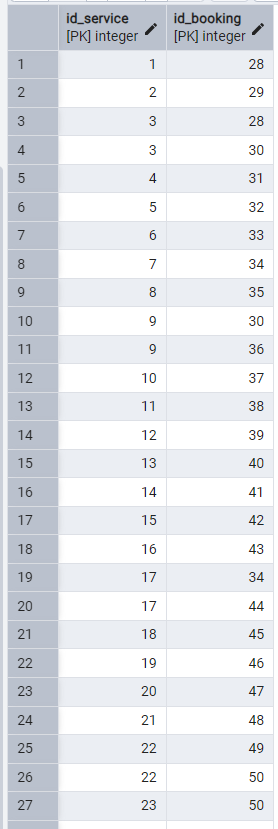 id_service id_booking
[PK] integer [PK] integer
1 1 28
2 2 29
3 3 28
4 3 30
5 4 31
6 5 32
7 6 33
8 7 34
9 8 35
10 9 30
11 9 36
12 10 37
13 11 38
14 12 39
15 13 40
16 14 41
17 15 42
18 16 43
19 17 34
20 17 44
21 18 45
22 19 46
23 20 47
24 21 48
25 22 49
26 22 50
27 23 50